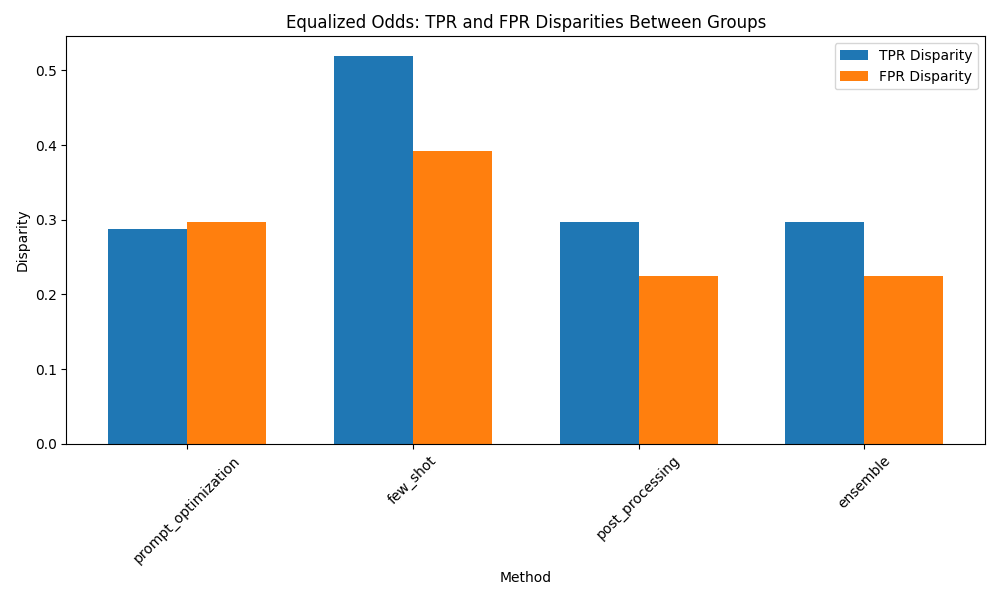 Equalized Odds: TPR and FPR Disparities Between Groups
TPR Disparity
FPR Disparity
0.5
0.4
0.3
0.2
0.1
0.0
Disparity
prompt_optimization
few_shot
post_processing
ensemble
Method